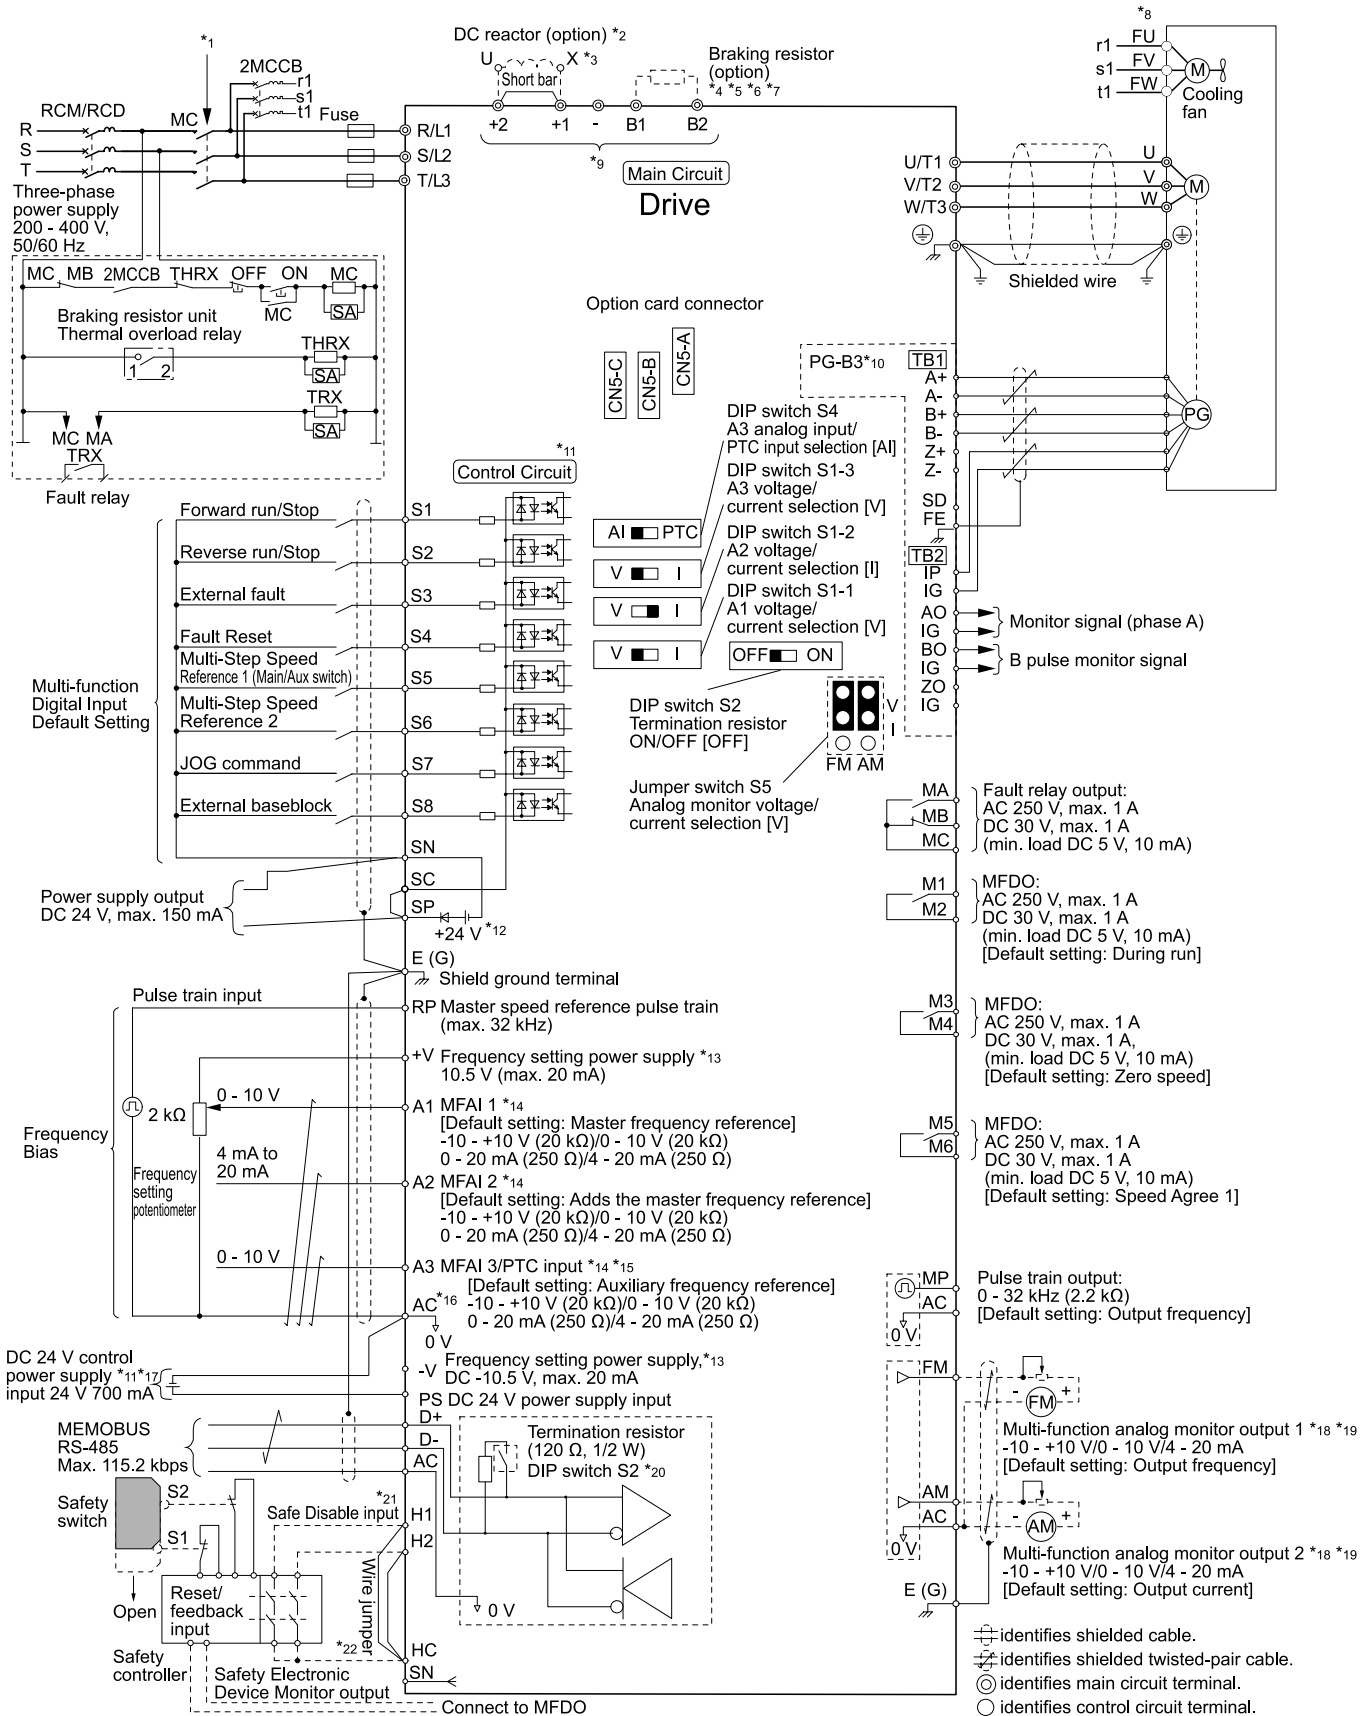 *1
DC reactor (option) *2
U X *3
Short bar
Braking resistor
(option)
*4 *5 *6 *7
+2 +1 - B1 B2
*9
Main Circuit
Drive
2MCCB
r1
s1
t1
RCM/RCD
MC
Fuse
R
S
T
R/L1
S/L2
T/L3
Three-phase
power supply
200 - 400 V,
50/60 Hz
*8
r1 FU
s1 FV
t1 FW
M
Cooling
fan
U/T1
V/T2
W/T3
U
V
W
M
Shielded wire
MC MB 2MCCB THRX OFF ON MC
MC
SA
Braking resistor unit
Thermal overload relay
1 2
THRX
SA
TRX
SA
MC MA
TRX
Fault relay
Option card connector
CN5-C
CN5-B
CN5-A
PG-B3*10
TB1
A+
A-
B+
B-
Z+
Z-
SD
FE
TB2
IP
IG
AO
IG
BO
IG
ZO
IG
PG
Monitor signal (phase A)
B pulse monitor signal
*11
Control Circuit
DIP switch S4
A3 analog input/
PTC input selection [AI]
DIP switch S1-3
A3 voltage/
current selection [V]
DIP switch S1-2
A2 voltage/
current selection [I]
DIP switch S1-1
A1 voltage/
current selection [V]
AI PTC
V I
V I
V I
OFF ON
DIP switch S2
Termination resistor
ON/OFF [OFF]
V
I
FM AM
Jumper switch S5
Analog monitor voltage/
current selection [V]
Multi-function
Digital Input
Default Setting
Forward run/Stop
S1
Reverse run/Stop
S2
External fault
S3
Fault Reset
S4
Multi-Step Speed
Reference 1 (Main/Aux switch)
S5
Multi-Step Speed
Reference 2
S6
JOG command
S7
External baseblock
S8
SN
SC
SP
Power supply output
DC 24 V, max. 150 mA
+24 V *12
E (G)
Shield ground terminal
MA
MB
MC
Fault relay output:
AC 250 V, max. 1 A
DC 30 V, max. 1 A
(min. load DC 5 V, 10 mA)
M1
M2
MFDO:
AC 250 V, max. 1 A
DC 30 V, max. 1 A
(min. load DC 5 V, 10 mA)
[Default setting: During run]
M3
M4
MFDO:
AC 250 V, max. 1 A
DC 30 V, max. 1 A,
(min. load DC 5 V, 10 mA)
[Default setting: Zero speed]
M5
M6
MFDO:
AC 250 V, max. 1 A
DC 30 V, max. 1 A
(min. load DC 5 V, 10 mA)
[Default setting: Speed Agree 1]
Pulse train input
RP Master speed reference pulse train
(max. 32 kHz)
+V Frequency setting power supply *13
10.5 V (max. 20 mA)
Frequency
Bias
2 kΩ
0 - 10 V
Frequency
setting
potentiometer
A1 MFAI 1 *14
[Default setting: Master frequency reference]
-10 - +10 V (20 kΩ)/0 - 10 V (20 kΩ)
0 - 20 mA (250 Ω)/4 - 20 mA (250 Ω)
4 mA to
20 mA
A2 MFAI 2 *14
[Default setting: Adds the master frequency reference]
-10 - +10 V (20 kΩ)/0 - 10 V (20 kΩ)
0 - 20 mA (250 Ω)/4 - 20 mA (250 Ω)
0 - 10 V
A3 MFAI 3/PTC input *14 *15
[Default setting: Auxiliary frequency reference]
-10 - +10 V (20 kΩ)/0 - 10 V (20 kΩ)
0 - 20 mA (250 Ω)/4 - 20 mA (250 Ω)
AC*16
0 V
-V Frequency setting power supply,*13
DC -10.5 V, max. 20 mA
DC 24 V control
power supply *11*17
input 24 V 700 mA
PS DC 24 V power supply input
MP
AC
0 V
Pulse train output:
0 - 32 kHz (2.2 kΩ)
[Default setting: Output frequency]
FM
- +
FM
Multi-function analog monitor output 1 *18 *19
-10 - +10 V/0 - 10 V/4 - 20 mA
[Default setting: Output frequency]
AM
AC
0 V
- +
AM
Multi-function analog monitor output 2 *18 *19
-10 - +10 V/0 - 10 V/4 - 20 mA
[Default setting: Output current]
E (G)
MEMOBUS
RS-485
Max. 115.2 kbps
D+
D-
AC
Termination resistor
(120 Ω, 1/2 W)
DIP switch S2 *20
0 V
Safety
switch
S2
S1
Open
*21
Safe Disable input
H1
H2
Wire jumper
Reset/
feedback
input
*22
HC
SN
Safety
controller
Safety Electronic
Device Monitor output
Connect to MFDO
identifies shielded cable.
identifies shielded twisted-pair cable.
identifies main circuit terminal.
identifies control circuit terminal.